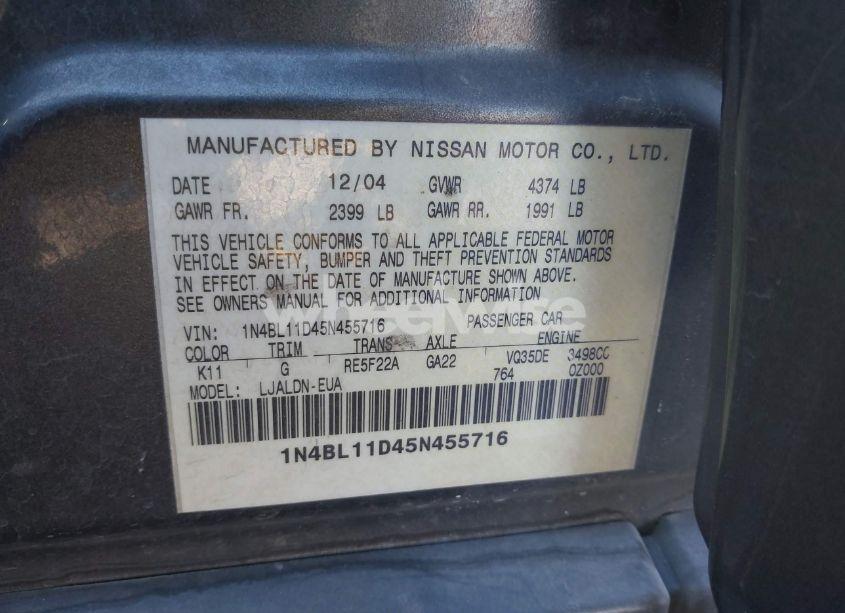 MANUFACTURED BY NISSAN MOTOR CO., LTD.
DATE 12/04 GVWR 4374 LB
GAWR FR. 2399 LB GAWR RR. 1991 LB
THIS VEHICLE CONFORMS TO ALL APPLICABLE FEDERAL MOTOR
VEHICLE SAFETY, BUMPER AND THEFT PREVENTION STANDARDS
IN EFFECT ON THE DATE OF MANUFACTURE SHOWN ABOVE.
SEE OWNERS MANUAL FOR ADDITIONAL INFORMATION
VIN: 1N4BL11D45N455716 PASSENGER CAR
COLOR TRIM TRANS AXLE ENGINE
K11 G RE5F22A GA22 VQ35DE 3498CC
MODEL: LJALDN-EUA 764 0Z000
1N4BL11D45N455716